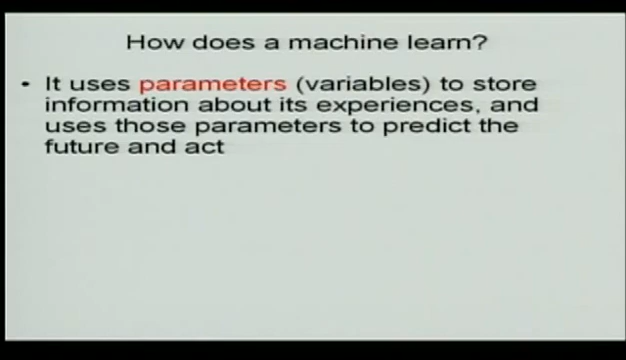 How does a machine learn?
• It uses parameters (variables) to store
information about its experiences, and
uses those parameters to predict the
future and act